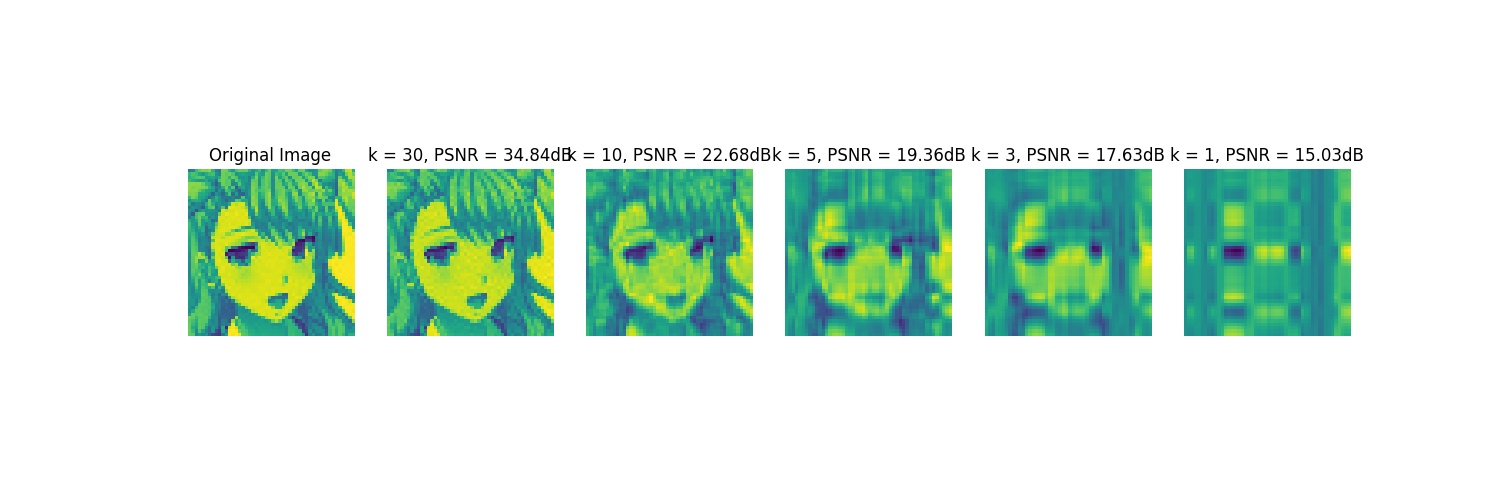 Original Image
k = 30, PSNR = 34.84dB
k = 10, PSNR = 22.68dB
k = 5, PSNR = 19.36dB
k = 3, PSNR = 17.63dB
k = 1, PSNR = 15.03dB